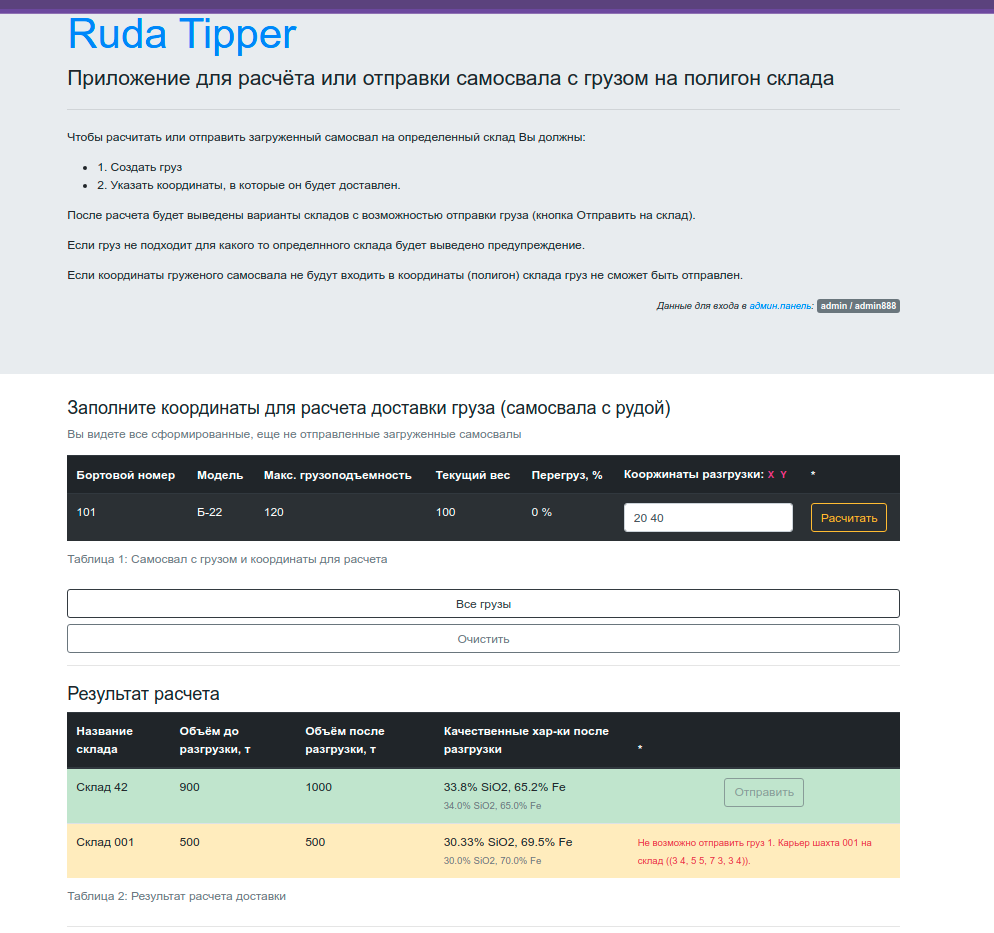 Ruda Tipper
Приложение для расчёта или отправки самосвала с грузом на полигон склада
Чтобы расчитать или отправить загруженный самосвал на определенный склад Вы должны:
1. Создать груз
2. Указать координаты, в которые он будет доставлен.
После расчета будет выведены варианты складов с возможностью отправки груза (кнопка Отправить на склад).
Если груз не подходит для какого то определнного склада будет выведено предупреждение.
Если координаты груженого самосвала не будут входить в координаты (полигон) склада груз не сможет быть отправлен.
Данные для входа в админ.панель: admin / admin888
Заполните координаты для расчета доставки груза (самосвала с рудой)
Вы видете все сформированные, еще не отправленные загруженные самосвалы
Бортовой номер Модель Макс. грузоподъемность Текущий вес Перегруз, % Кооржинаты разгрузки: X Y *
101 Б-22 120 100 0 % 20 40 Расчитать
Таблица 1: Самосвал с грузом и координаты для расчета
Все грузы
Очистить
Результат расчета
Название Объём до Объём после Качественные хар-ки после
склада разгрузки, т разгрузки, т разгрузки *
Склад 42 900 1000 33.8% SiO2, 65.2% Fe Отправить
34.0% SiO2, 65.0% Fe
Склад 001 500 500 30.33% SiO2, 69.5% Fe Не возможно отправить груз 1. Карьер шахта 001 на
30.0% SiO2, 70.0% Fe склад ((3 4, 5 5, 7 3, 3 4)).
Таблица 2: Результат расчета доставки